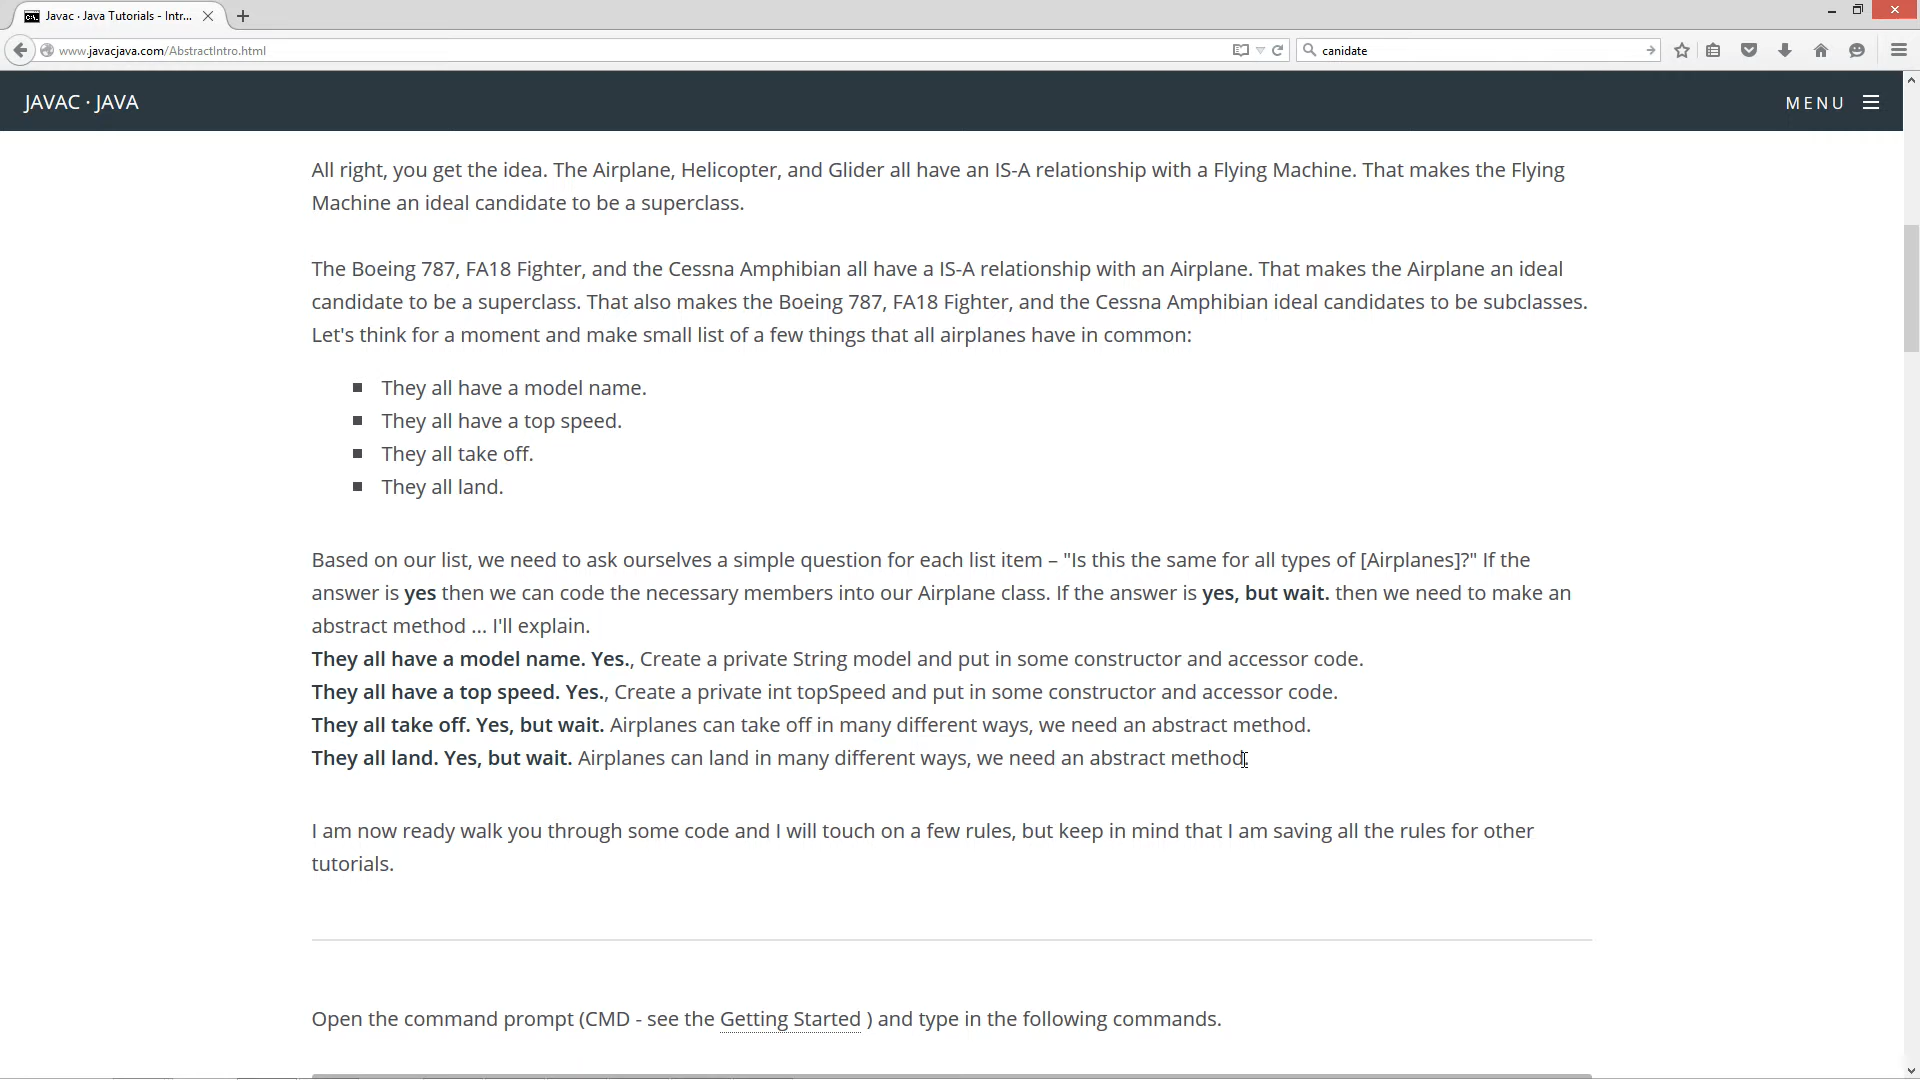 Javac · Java Tutorials - Intr...
www.javacjava.com/AbstractIntro.html
canidate
JAVAC · JAVA
MENU
All right, you get the idea. The Airplane, Helicopter, and Glider all have an IS-A relationship with a Flying Machine. That makes the Flying
Machine an ideal candidate to be a superclass.
The Boeing 787, FA18 Fighter, and the Cessna Amphibian all have a IS-A relationship with an Airplane. That makes the Airplane an ideal
candidate to be a superclass. That also makes the Boeing 787, FA18 Fighter, and the Cessna Amphibian ideal candidates to be subclasses.
Let's think for a moment and make small list of a few things that all airplanes have in common:
They all have a model name.
They all have a top speed.
They all take off.
They all land.
Based on our list, we need to ask ourselves a simple question for each list item – "Is this the same for all types of [Airplanes]?" If the
answer is yes then we can code the necessary members into our Airplane class. If the answer is yes, but wait. then we need to make an
abstract method ... I'll explain.
They all have a model name. Yes., Create a private String model and put in some constructor and accessor code.
They all have a top speed. Yes., Create a private int topSpeed and put in some constructor and accessor code.
They all take off. Yes, but wait. Airplanes can take off in many different ways, we need an abstract method.
They all land. Yes, but wait. Airplanes can land in many different ways, we need an abstract method.
I am now ready walk you through some code and I will touch on a few rules, but keep in mind that I am saving all the rules for other
tutorials.
Open the command prompt (CMD - see the Getting Started ) and type in the following commands.